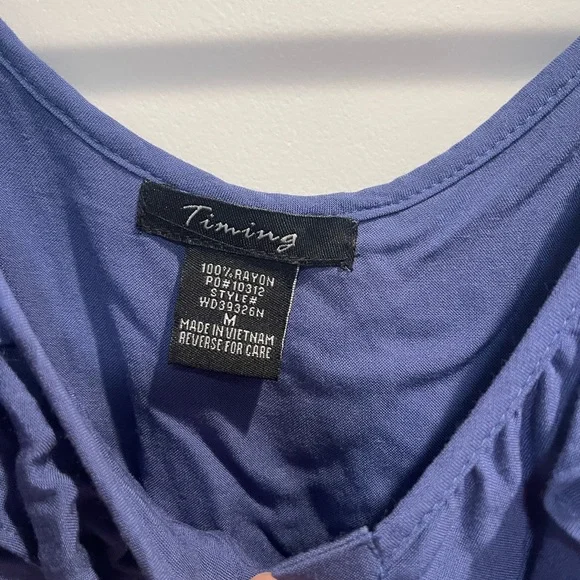 Timing
100% RAYON
PO#10312
STYLE#
WD39326N
M
MADE IN VIETNAM
REVERSE FOR CARE